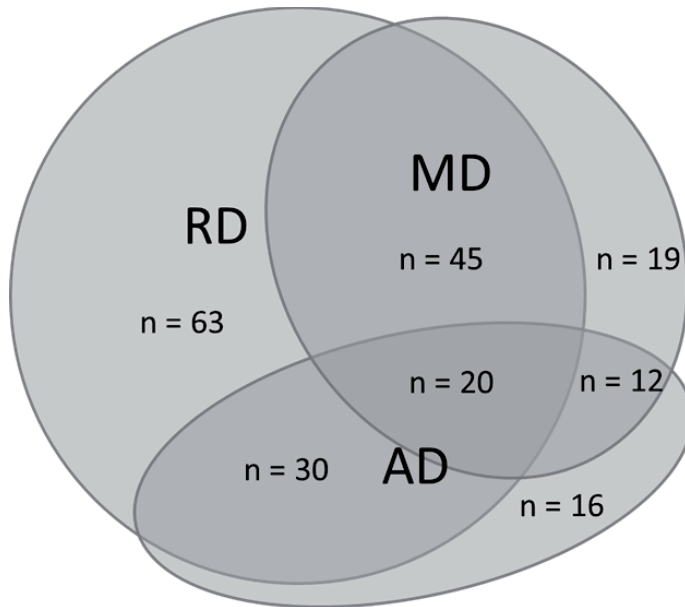 MD
RD
n = 45
n = 19
n = 63
n = 20
n = 12
AD
n = 30
n = 16